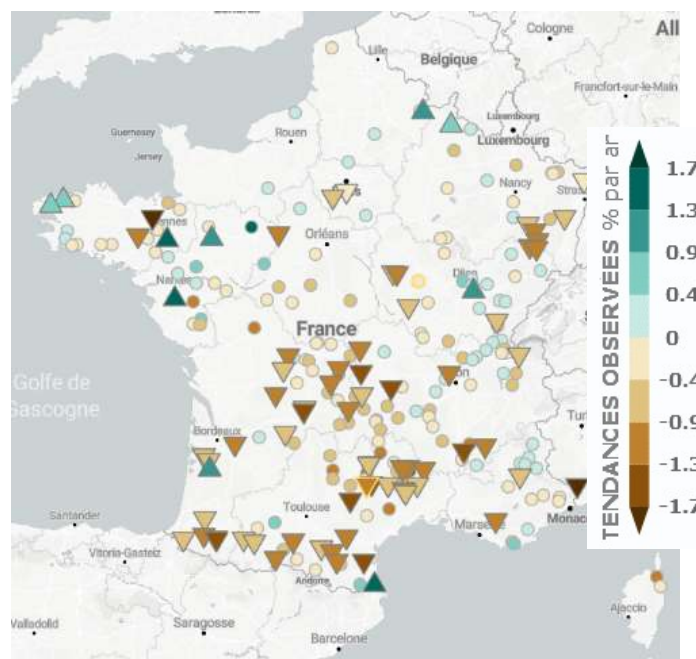 Lille
Cologne
All
Belgique
Francfort-sur-le-Main
Guernesey
Rouen
Luxembourg
Luxembourg
Jersey
Nancy
Orléans
Nantes
France
Golfe de
Gascogne
Bordeaux
Toulouse
Marse
Monaco
Santander
Vitoria-Gasteiz
Andorre
Ajaccio
Valladolid
Saragosse
Barcelone
TENDANCES OBSERVÉES % par an
1.7
1.3
0.9
0.4
0
-0.4
-0.9
-1.3
-1.7